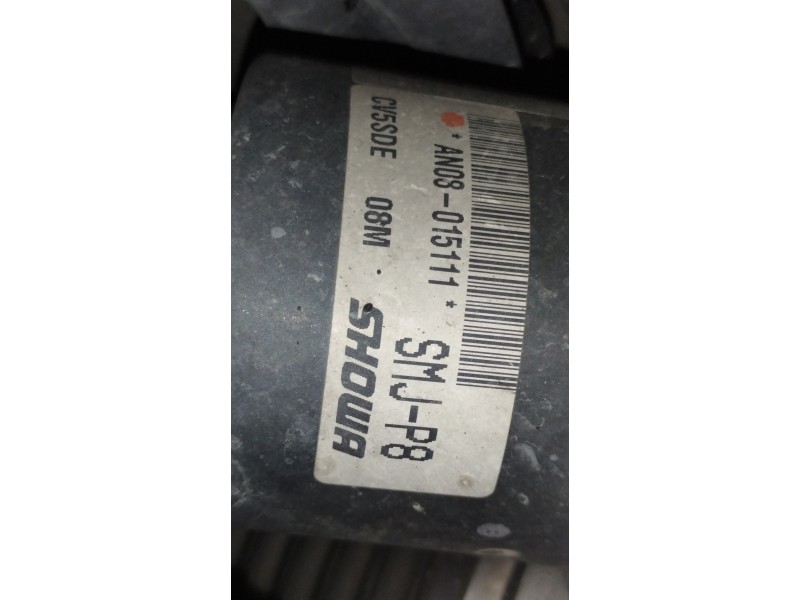 * AN08-015111 *
SMJ-P8
CV5SDE 08M.
SHOWA